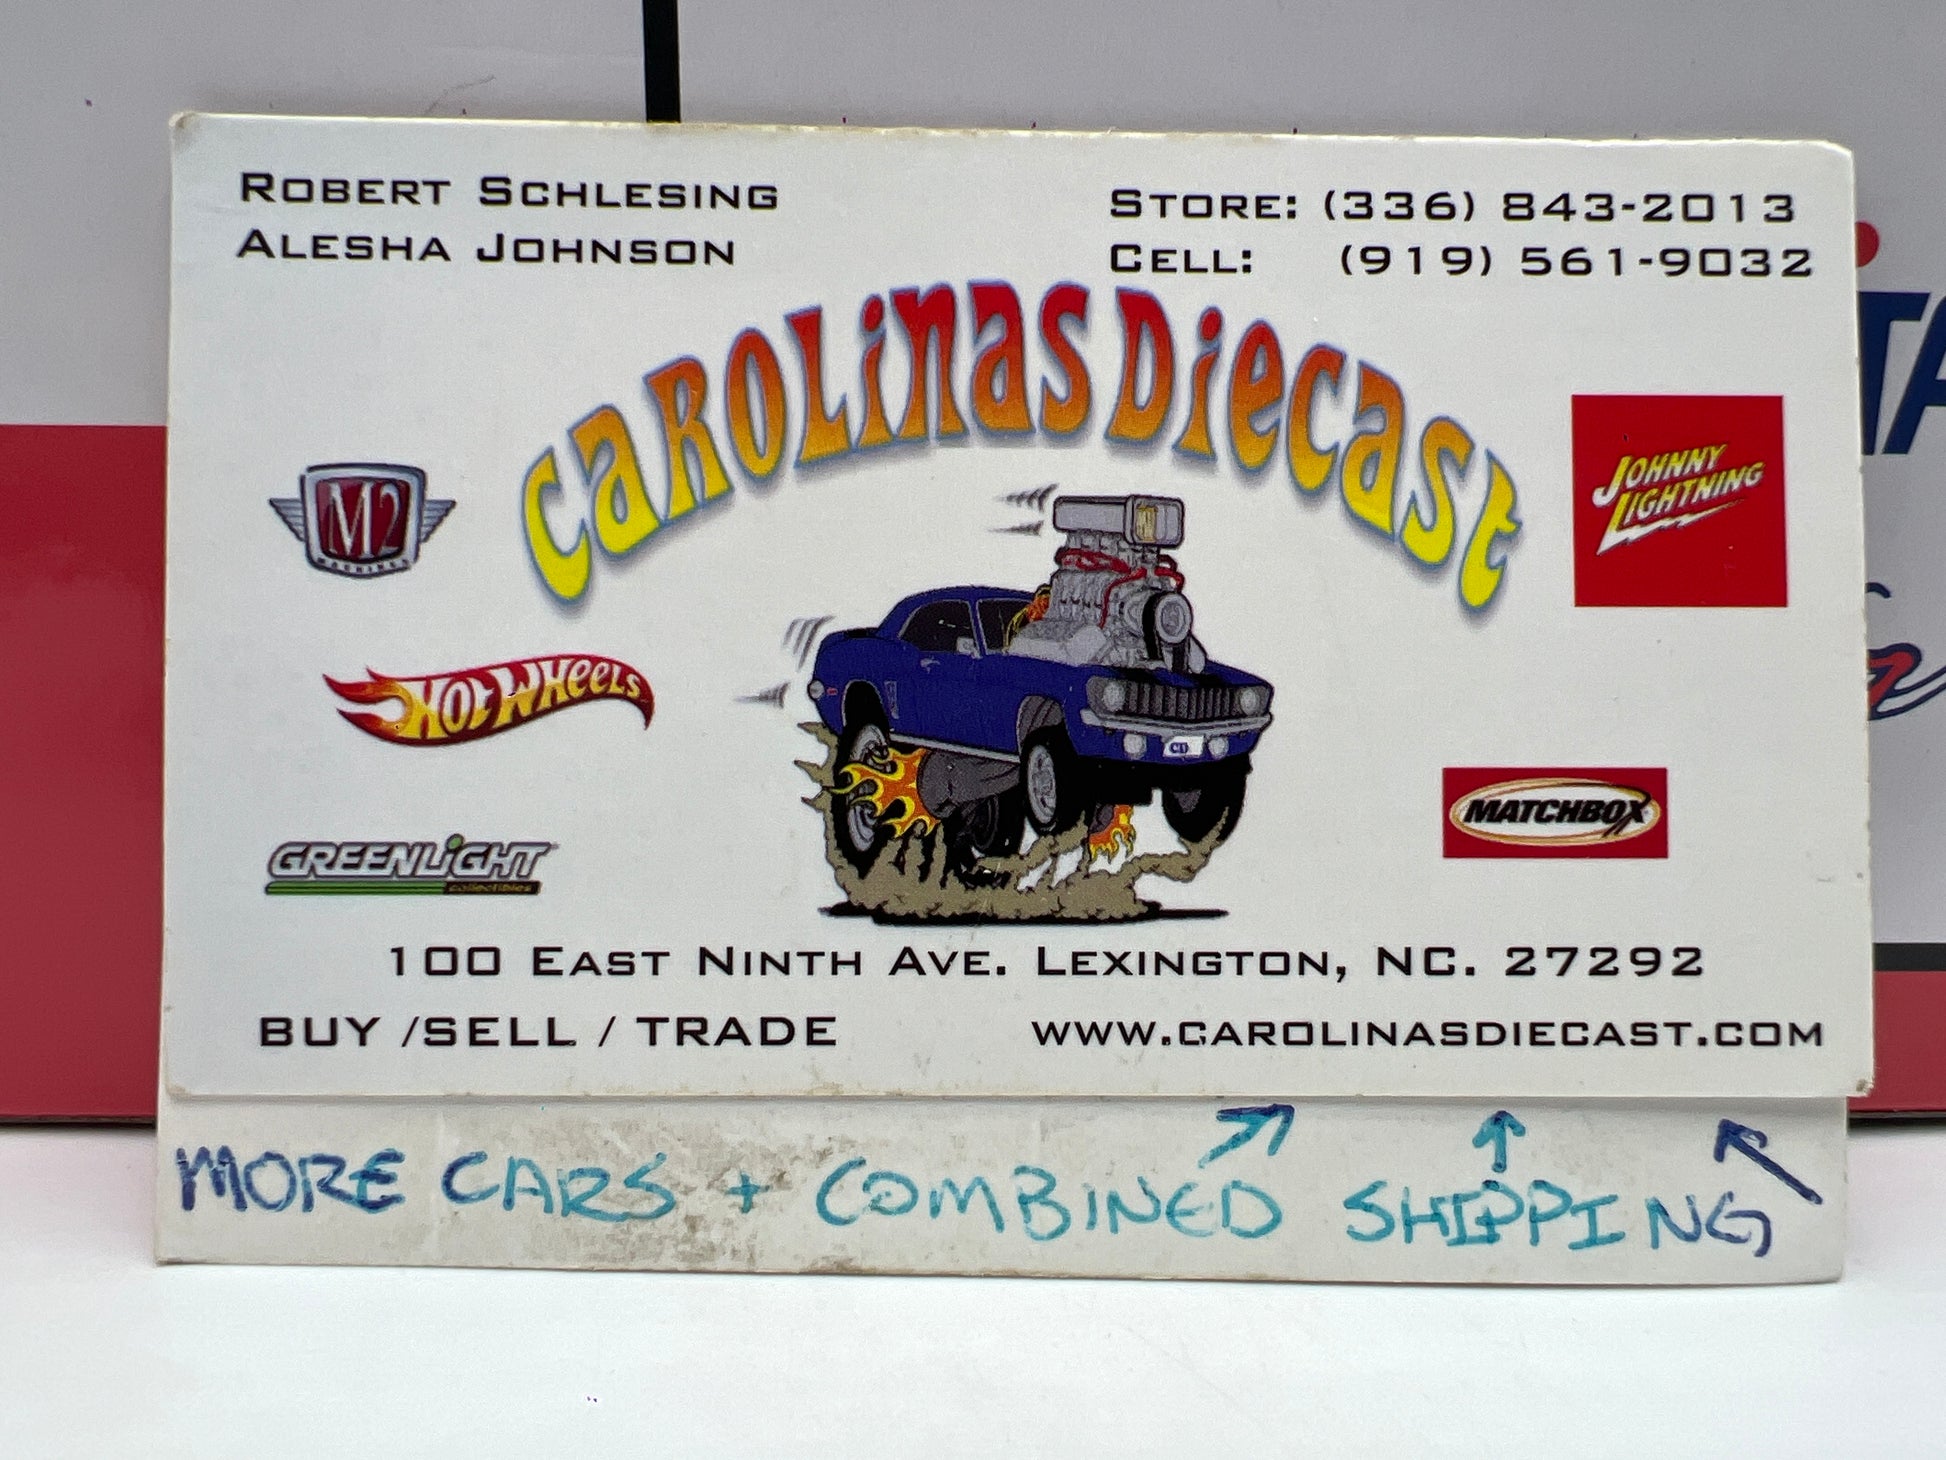 ROBERT SCHLESING
ALESHA JOHNSON
STORE: (336) 843-2013
CELL: (919) 561-9032
CAROLINAS DIECAST
M2
MACHINES
JOHNNY
LIGHTNING
HOT WHEELS
MATCHBOX
GREENLIGHT
collectibles
100 EAST NINTH AVE. LEXINGTON, NC. 27292
BUY /SELL / TRADE
WWW.CAROLINASDIECAST.COM
MORE CARS + COMBINED SHIPPING